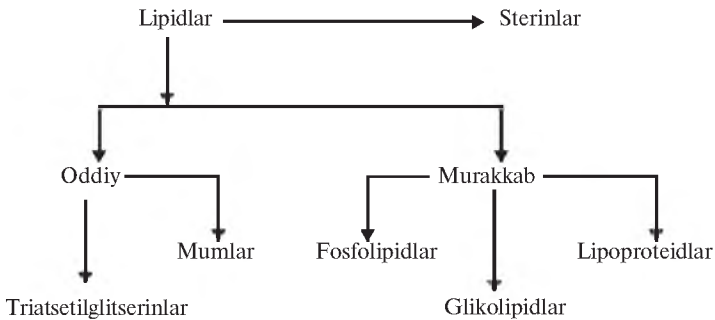 Lipidlar Sterinlar
Oddiy Murakkab
Mumlar Fosfolipidlar Lipoproteidlar
Triatsetilglitserinlar Glikolipidlar